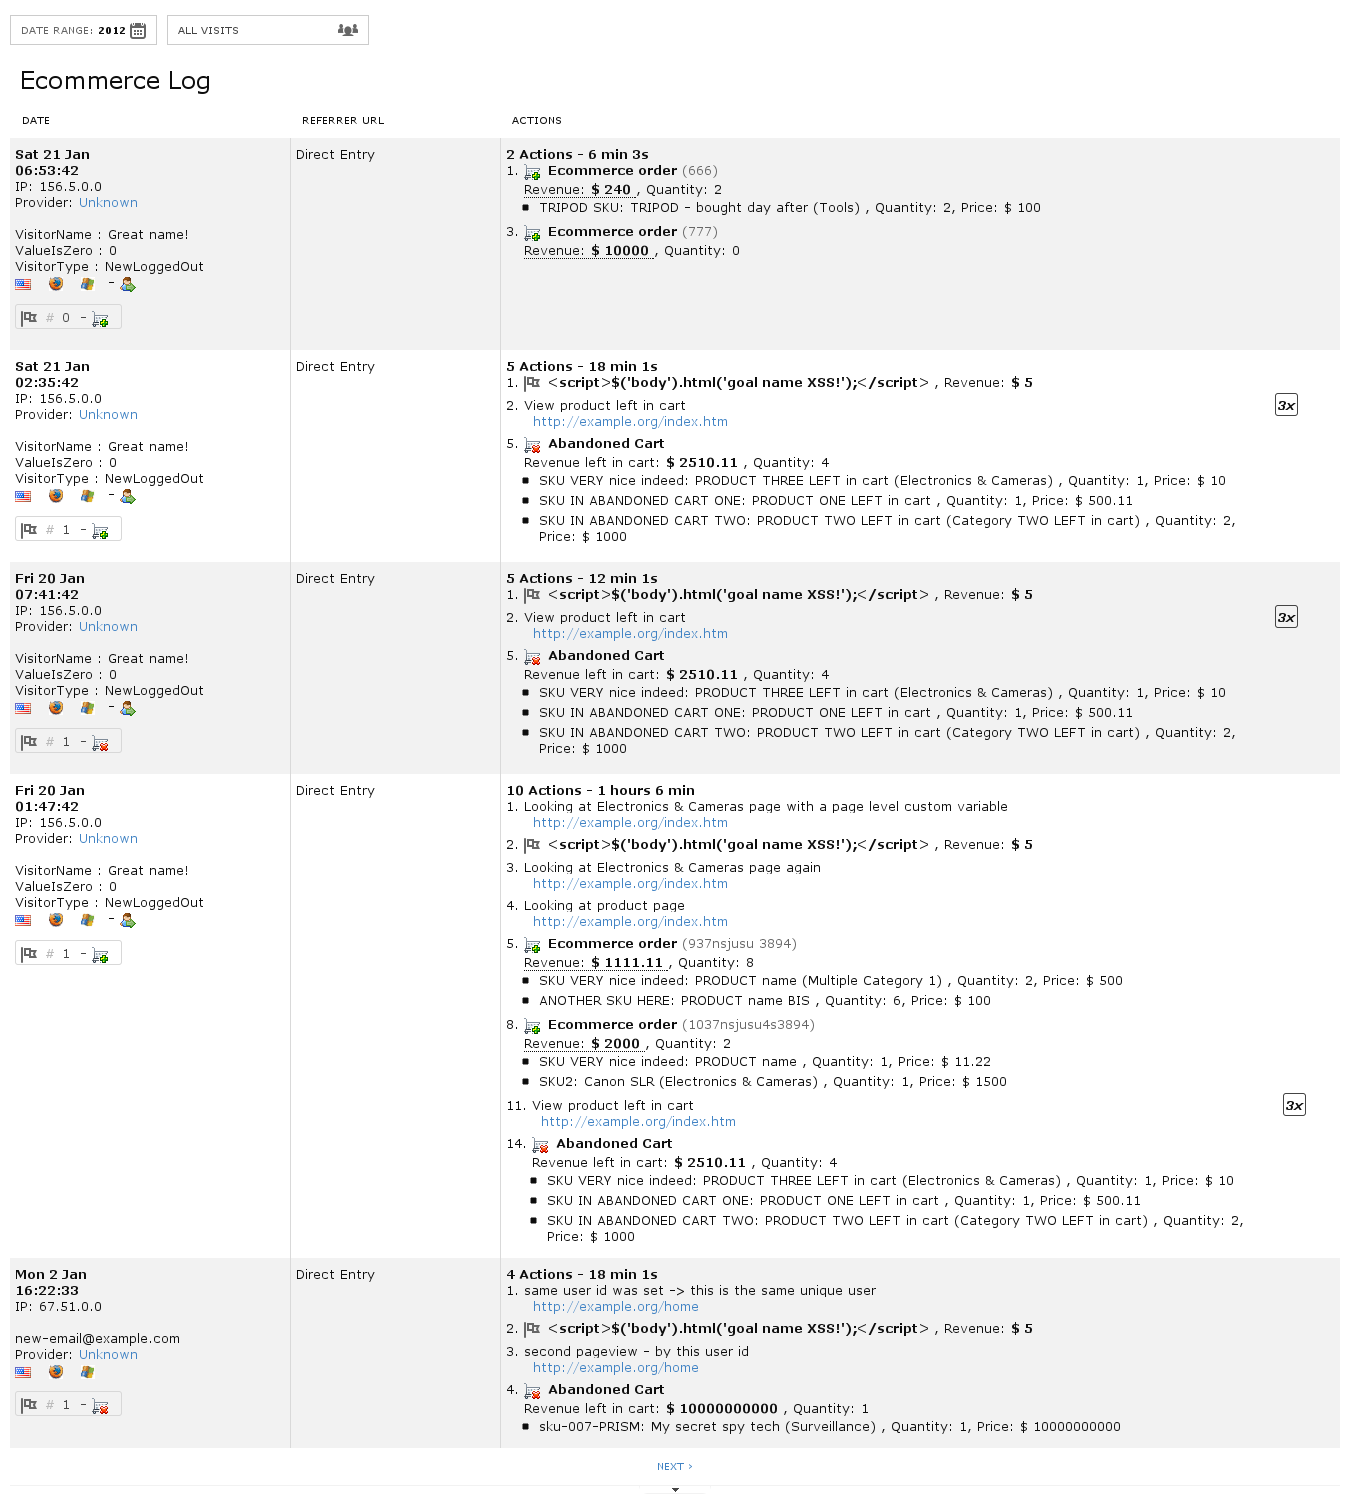 DATE RANGE: 2012
ALL VISITS
Ecommerce Log
DATE
REFERRER URL
ACTIONS
Sat 21 Jan
06:53:42
IP: 156.5.0.0
Provider: Unknown
VisitorName : Great name!
ValueIsZero : 0
VisitorType : NewLoggedOut
-
# 0 -
Direct Entry
2 Actions - 6 min 3s
1. Ecommerce order (666)
Revenue: $ 240 , Quantity: 2
TRIPOD SKU: TRIPOD - bought day after (Tools) , Quantity: 2, Price: $ 100
3. Ecommerce order (777)
Revenue: $ 10000 , Quantity: 0
Sat 21 Jan
02:35:42
IP: 156.5.0.0
Provider: Unknown
VisitorName : Great name!
ValueIsZero : 0
VisitorType : NewLoggedOut
-
# 1 -
Direct Entry
5 Actions - 18 min 1s
1. <script>$('body').html('goal name XSS!');</script> , Revenue: $ 5
2. View product left in cart
3x
http://example.org/index.htm
5. Abandoned Cart
Revenue left in cart: $ 2510.11 , Quantity: 4
SKU VERY nice indeed: PRODUCT THREE LEFT in cart (Electronics & Cameras) , Quantity: 1, Price: $ 10
SKU IN ABANDONED CART ONE: PRODUCT ONE LEFT in cart , Quantity: 1, Price: $ 500.11
SKU IN ABANDONED CART TWO: PRODUCT TWO LEFT in cart (Category TWO LEFT in cart) , Quantity: 2,
Price: $ 1000
Fri 20 Jan
07:41:42
IP: 156.5.0.0
Provider: Unknown
VisitorName : Great name!
ValueIsZero : 0
VisitorType : NewLoggedOut
-
# 1 -
Direct Entry
5 Actions - 12 min 1s
1. <script>$('body').html('goal name XSS!');</script> , Revenue: $ 5
2. View product left in cart
3x
http://example.org/index.htm
5. Abandoned Cart
Revenue left in cart: $ 2510.11 , Quantity: 4
SKU VERY nice indeed: PRODUCT THREE LEFT in cart (Electronics & Cameras) , Quantity: 1, Price: $ 10
SKU IN ABANDONED CART ONE: PRODUCT ONE LEFT in cart , Quantity: 1, Price: $ 500.11
SKU IN ABANDONED CART TWO: PRODUCT TWO LEFT in cart (Category TWO LEFT in cart) , Quantity: 2,
Price: $ 1000
Fri 20 Jan
01:47:42
IP: 156.5.0.0
Provider: Unknown
VisitorName : Great name!
ValueIsZero : 0
VisitorType : NewLoggedOut
-
# 1 -
Direct Entry
10 Actions - 1 hours 6 min
1. Looking at Electronics & Cameras page with a page level custom variable
http://example.org/index.htm
2. <script>$('body').html('goal name XSS!');</script> , Revenue: $ 5
3. Looking at Electronics & Cameras page again
http://example.org/index.htm
4. Looking at product page
http://example.org/index.htm
5. Ecommerce order (937nsjusu 3894)
Revenue: $ 1111.11 , Quantity: 8
SKU VERY nice indeed: PRODUCT name (Multiple Category 1) , Quantity: 2, Price: $ 500
ANOTHER SKU HERE: PRODUCT name BIS , Quantity: 6, Price: $ 100
8. Ecommerce order (1037nsjusu4s3894)
Revenue: $ 2000 , Quantity: 2
SKU VERY nice indeed: PRODUCT name , Quantity: 1, Price: $ 11.22
SKU2: Canon SLR (Electronics & Cameras) , Quantity: 1, Price: $ 1500
11. View product left in cart
3x
http://example.org/index.htm
14. Abandoned Cart
Revenue left in cart: $ 2510.11 , Quantity: 4
SKU VERY nice indeed: PRODUCT THREE LEFT in cart (Electronics & Cameras) , Quantity: 1, Price: $ 10
SKU IN ABANDONED CART ONE: PRODUCT ONE LEFT in cart , Quantity: 1, Price: $ 500.11
SKU IN ABANDONED CART TWO: PRODUCT TWO LEFT in cart (Category TWO LEFT in cart) , Quantity: 2,
Price: $ 1000
Mon 2 Jan
16:22:33
IP: 67.51.0.0
new-email@example.com
Provider: Unknown
# 1 -
Direct Entry
4 Actions - 18 min 1s
1. same user id was set -> this is the same unique user
http://example.org/home
2. <script>$('body').html('goal name XSS!');</script> , Revenue: $ 5
3. second pageview - by this user id
http://example.org/home
4. Abandoned Cart
Revenue left in cart: $ 10000000000 , Quantity: 1
sku-007-PRISM: My secret spy tech (Surveillance) , Quantity: 1, Price: $ 10000000000
NEXT ›